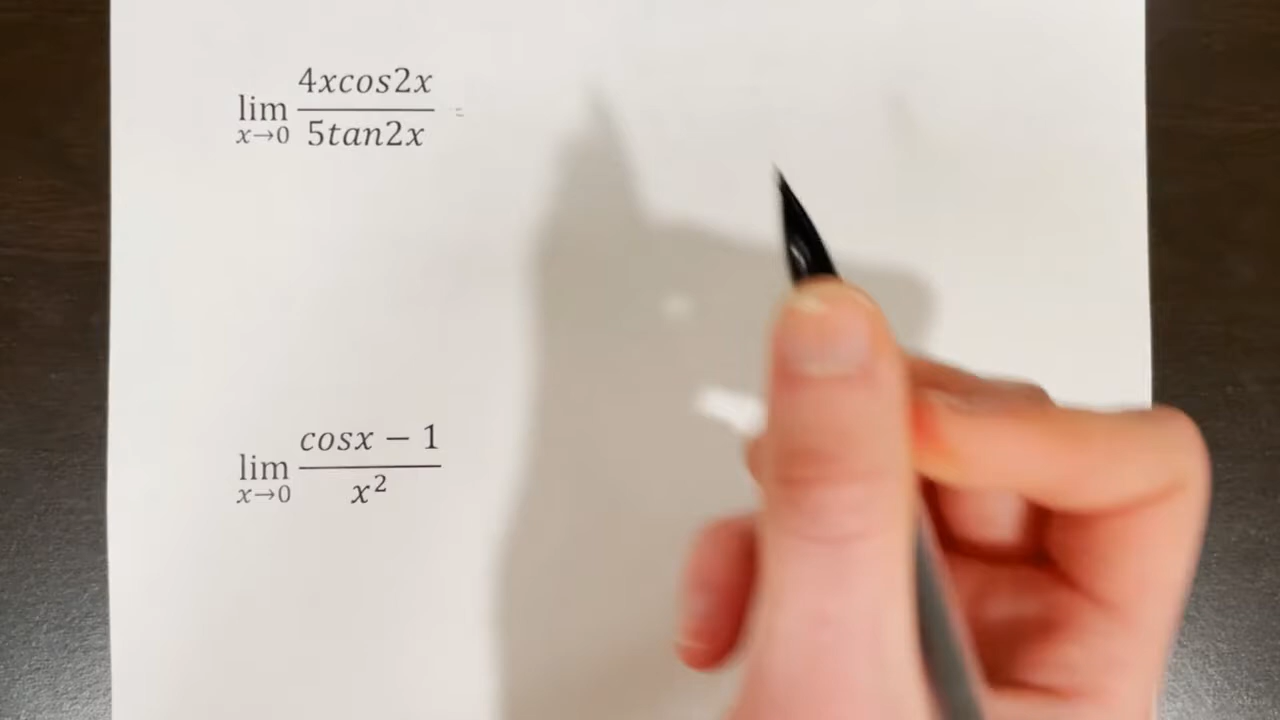 lim x→0 4xcos2x / 5tan2x =
lim x→0 cosx − 1 / x²